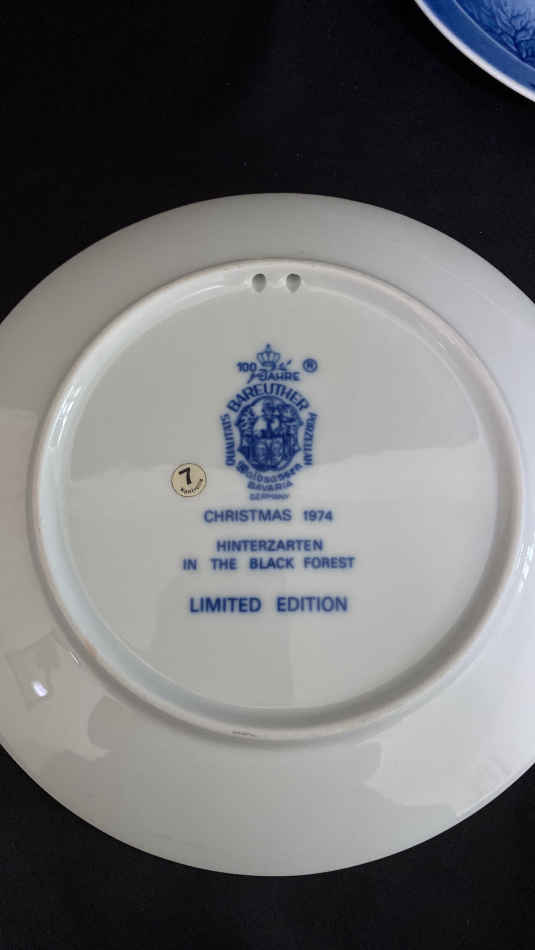 100
JAHRE ®
BAREUTHER
QUALITÄTS PORZELLAN
Waldsassen
BAVARIA
GERMANY
7
CHRISTMAS 1974
HINTERZARTEN
IN THE BLACK FOREST
LIMITED EDITION